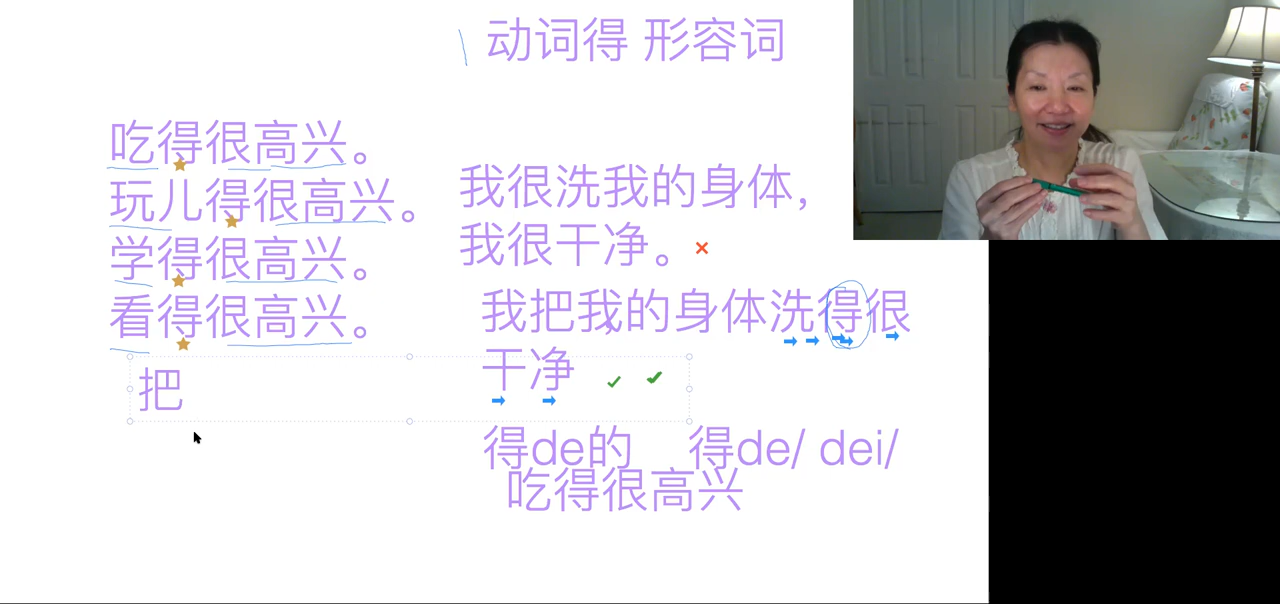 动词得 形容词
吃得很高兴。
玩儿得很高兴。
学得很高兴。
看得很高兴。
把
我很洗我的身体，
我很干净。
我把我的身体洗得很
干净
得de的 得de/ dei/
吃得很高兴